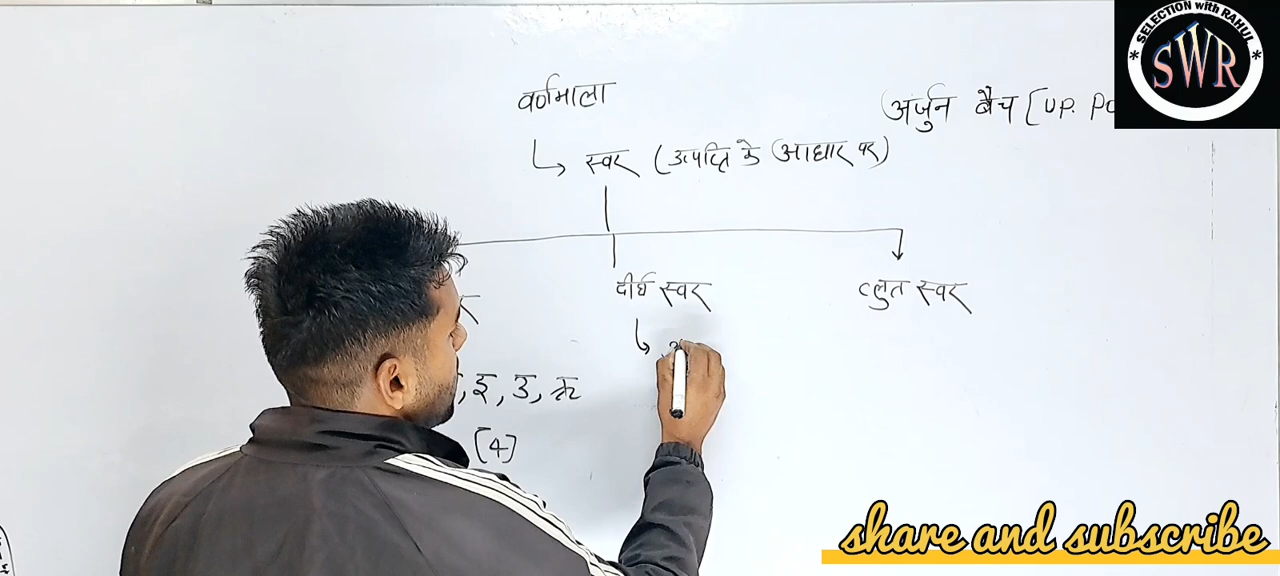 SELECTION with RAHUL
SWR
वर्णमाला
अर्जुन बैच [UP. Po
↳ स्वर (उत्पत्ति के आधार पर)
दीर्घ स्वर
प्लुत स्वर
र
, इ, उ, ऋ
[4]
share and subscribe